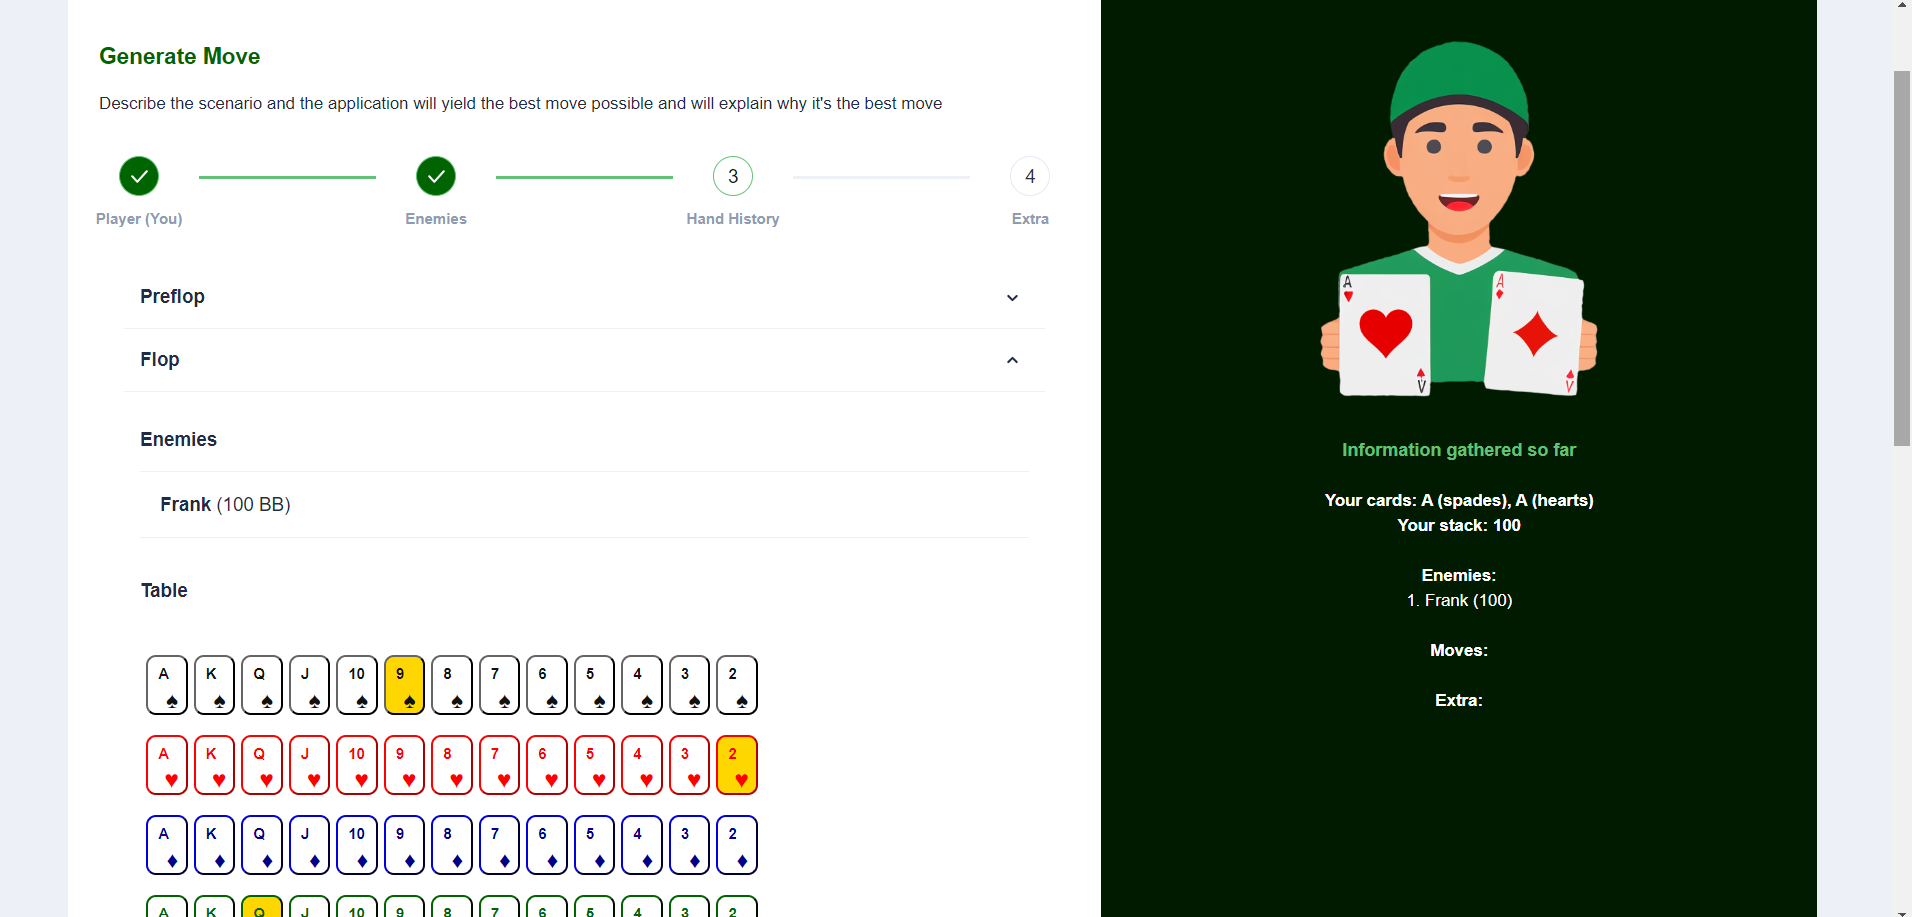 Generate Move
Describe the scenario and the application will yield the best move possible and will explain why it's the best move
3
4
Player (You)
Enemies
Hand History
Extra
Preflop
Flop
Enemies
Frank (100 BB)
Table
A K Q J 10 9 8 7 6 5 4 3 2
♠ ♠ ♠ ♠ ♠ ♠ ♠ ♠ ♠ ♠ ♠ ♠ ♠
A K Q J 10 9 8 7 6 5 4 3 2
♥ ♥ ♥ ♥ ♥ ♥ ♥ ♥ ♥ ♥ ♥ ♥ ♥
A K Q J 10 9 8 7 6 5 4 3 2
♦ ♦ ♦ ♦ ♦ ♦ ♦ ♦ ♦ ♦ ♦ ♦ ♦
A K Q J 10 9 8 7 6 5 4 3 2
A A
A A
Information gathered so far
Your cards: A (spades), A (hearts)
Your stack: 100
Enemies:
1. Frank (100)
Moves:
Extra: